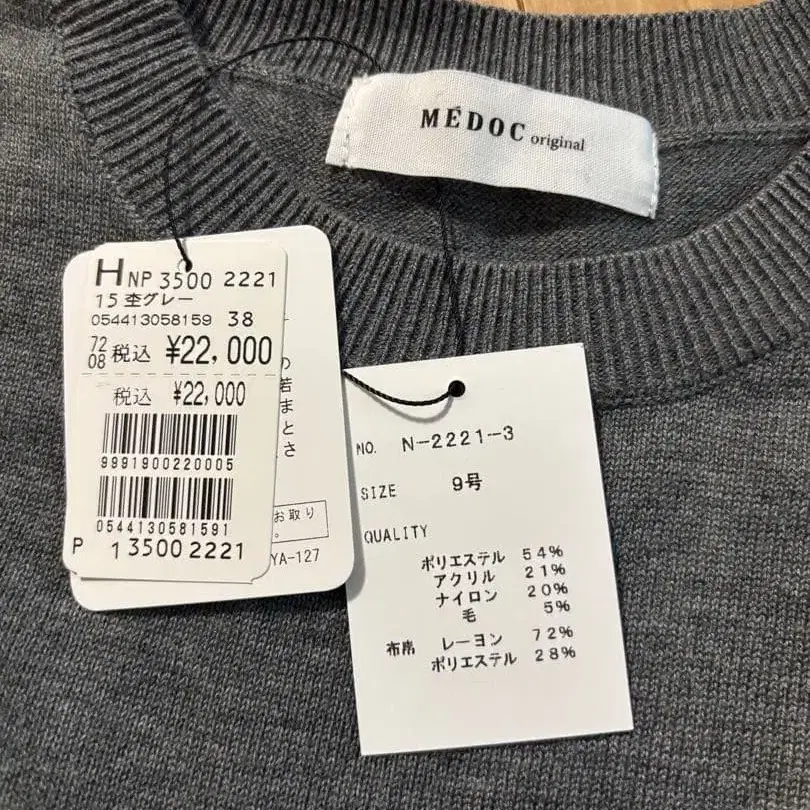 MÉDOC original
HNP 3500 2221
15 杢グレー
054413058159 38
72
08 税込 ¥22,000
税込 ¥22,000
9991900220005
0544130581591
P 1 3500 2221
の
若
ま
と
さ
お取り
。
YA-127
NO. N-2221-3
SIZE 9号
QUALITY
ポリエステル 54%
アクリル 21%
ナイロン 20%
毛 5%
布帛 レーヨン 72%
ポリエステル 28%